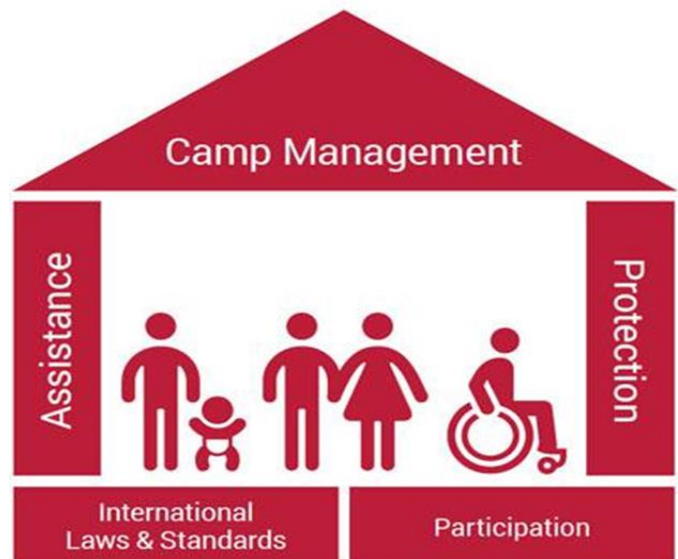 Camp Management
Assistance
Protection
International
Laws & Standards
Participation